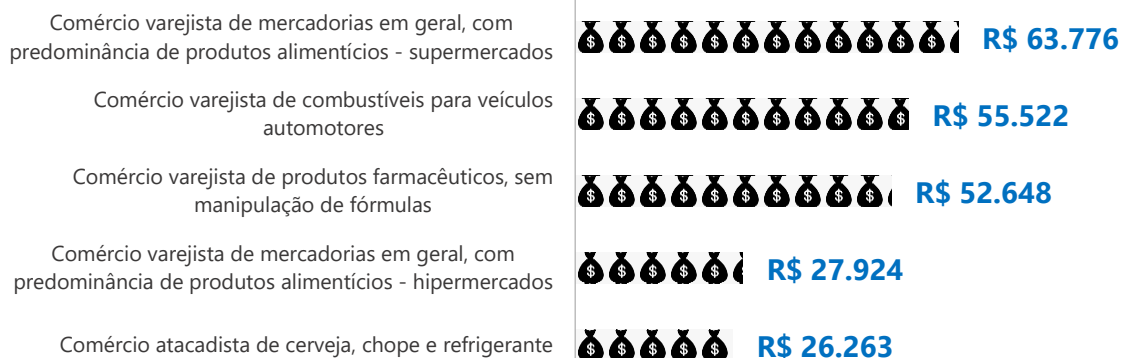 Comércio varejista de mercadorias em geral, com
predominância de produtos alimentícios - supermercados
R$ 63.776
Comércio varejista de combustíveis para veículos
automotores
R$ 55.522
Comércio varejista de produtos farmacêuticos, sem
manipulação de fórmulas
R$ 52.648
Comércio varejista de mercadorias em geral, com
predominância de produtos alimentícios - hipermercados
R$ 27.924
Comércio atacadista de cerveja, chope e refrigerante
R$ 26.263